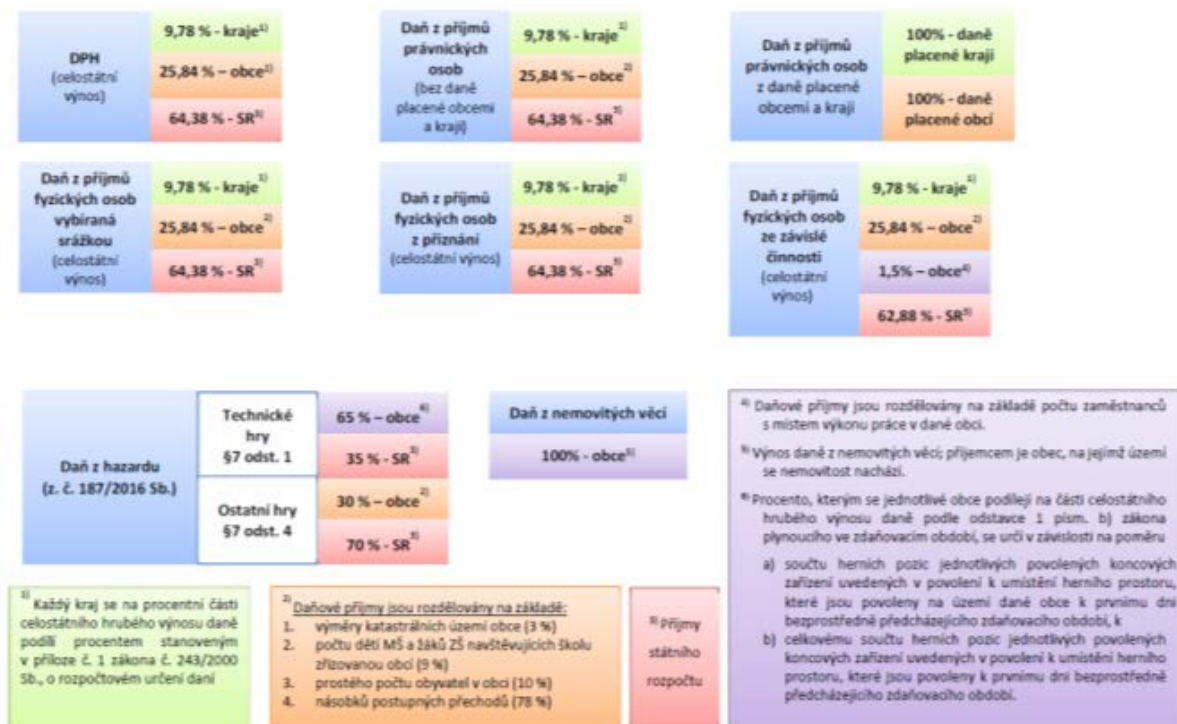 DPH
(celostátní
výnos)
9,78 % - kraje1)
25,84 % – obce2)
64,38% - SR3)
Daň z příjmů
právnických
osob
(bez daně
placené obcemi
a kraji)
9,78 % - kraje1)
25,84 % – obce2)
64,38 % - SR3)
Daň z příjmů
právnických osob
z daně placené
obcemi a kraji
100% - daně
placené kraji
100% - daně
placené obcí
Daň z příjmů
fyzických osob
vybíraná
srážkou
(celostátní
výnos)
9,78 % - kraje1)
25,84 % – obce2)
64,38 % - SR3)
Daň z příjmů
fyzických osob
z přiznání
(celostátní výnos)
9,78 % - kraje1)
25,84 % – obce2)
64,38 % - SR3)
Daň z příjmů
fyzických osob
ze závislé
činnosti
(celostátní
výnos)
9,78 % - kraje1)
25,84 % – obce2)
1,5% – obce4)
62,88 % - SR3)
Daň z hazardu
(z. č. 187/2016 Sb.)
Technické
hry
§7 odst. 1
65 % – obce6)
35 % - SR3)
Ostatní hry
§7 odst. 4
30 % – obce2)
70 % - SR3)
Daň z nemovitých věcí
100% - obce5)
4) Daňové příjmy jsou rozdělovány na základě počtu zaměstnanců
s místem výkonu práce v dané obci.
5) Výnos daně z nemovitých věcí; příjemcem je obec, na jejímž území
se nemovitost nachází.
6) Procento, kterým se jednotlivé obce podílejí na části celostátního
hrubého výnosu daně podle odstavce 1 písm. b) zákona
plynoucího ve zdaňovacím období, se určí v závislosti na poměru
a) součtu herních pozic jednotlivých povolených koncových
zařízení uvedených v povolení k umístění herního prostoru,
které jsou povoleny na území dané obce k prvnímu dni
bezprostředně předcházejícího zdaňovacího období, k
b) celkovému součtu herních pozic jednotlivých povolených
koncových zařízení uvedených v povolení k umístění herního
prostoru, které jsou povoleny k prvnímu dni bezprostředně
předcházejícího zdaňovacího období.
1) Každý kraj se na procentní části
celostátního hrubého výnosu daně
podílí procentem stanoveným
v příloze č. 1 zákona č. 243/2000
Sb., o rozpočtovém určení daní
2) Daňové příjmy jsou rozdělovány na základě:
1. výměry katastrálních území obce (3 %)
2. počtu dětí MŠ a žáků ZŠ navštěvujících školu
zřizovanou obcí (9 %)
3. prostého počtu obyvatel v obci (10 %)
4. násobků postupných přechodů (78 %)
3) Příjmy
státního
rozpočtu